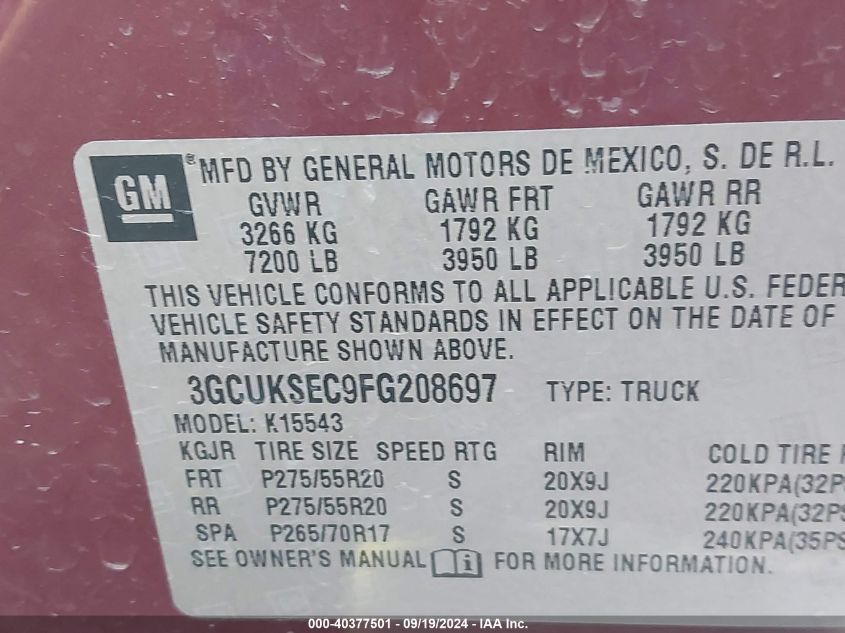 GM ® MFD BY GENERAL MOTORS DE MEXICO, S. DE R.L.
GVWR GAWR FRT GAWR RR
3266 KG 1792 KG 1792 KG
7200 LB 3950 LB 3950 LB
THIS VEHICLE CONFORMS TO ALL APPLICABLE U.S. FEDER
VEHICLE SAFETY STANDARDS IN EFFECT ON THE DATE OF
MANUFACTURE SHOWN ABOVE.
3GCUKSEC9FG208697 TYPE: TRUCK
MODEL: K15543
KGJR TIRE SIZE SPEED RTG RIM COLD TIRE
FRT P275/55R20 S 20X9J 220KPA(32P
RR P275/55R20 S 20X9J 220KPA(32PS
SPA P265/70R17 S 17X7J 240KPA(35PS
SEE OWNER'S MANUAL i FOR MORE INFORMATION.
000-40377501 - 09/19/2024 - IAA Inc.